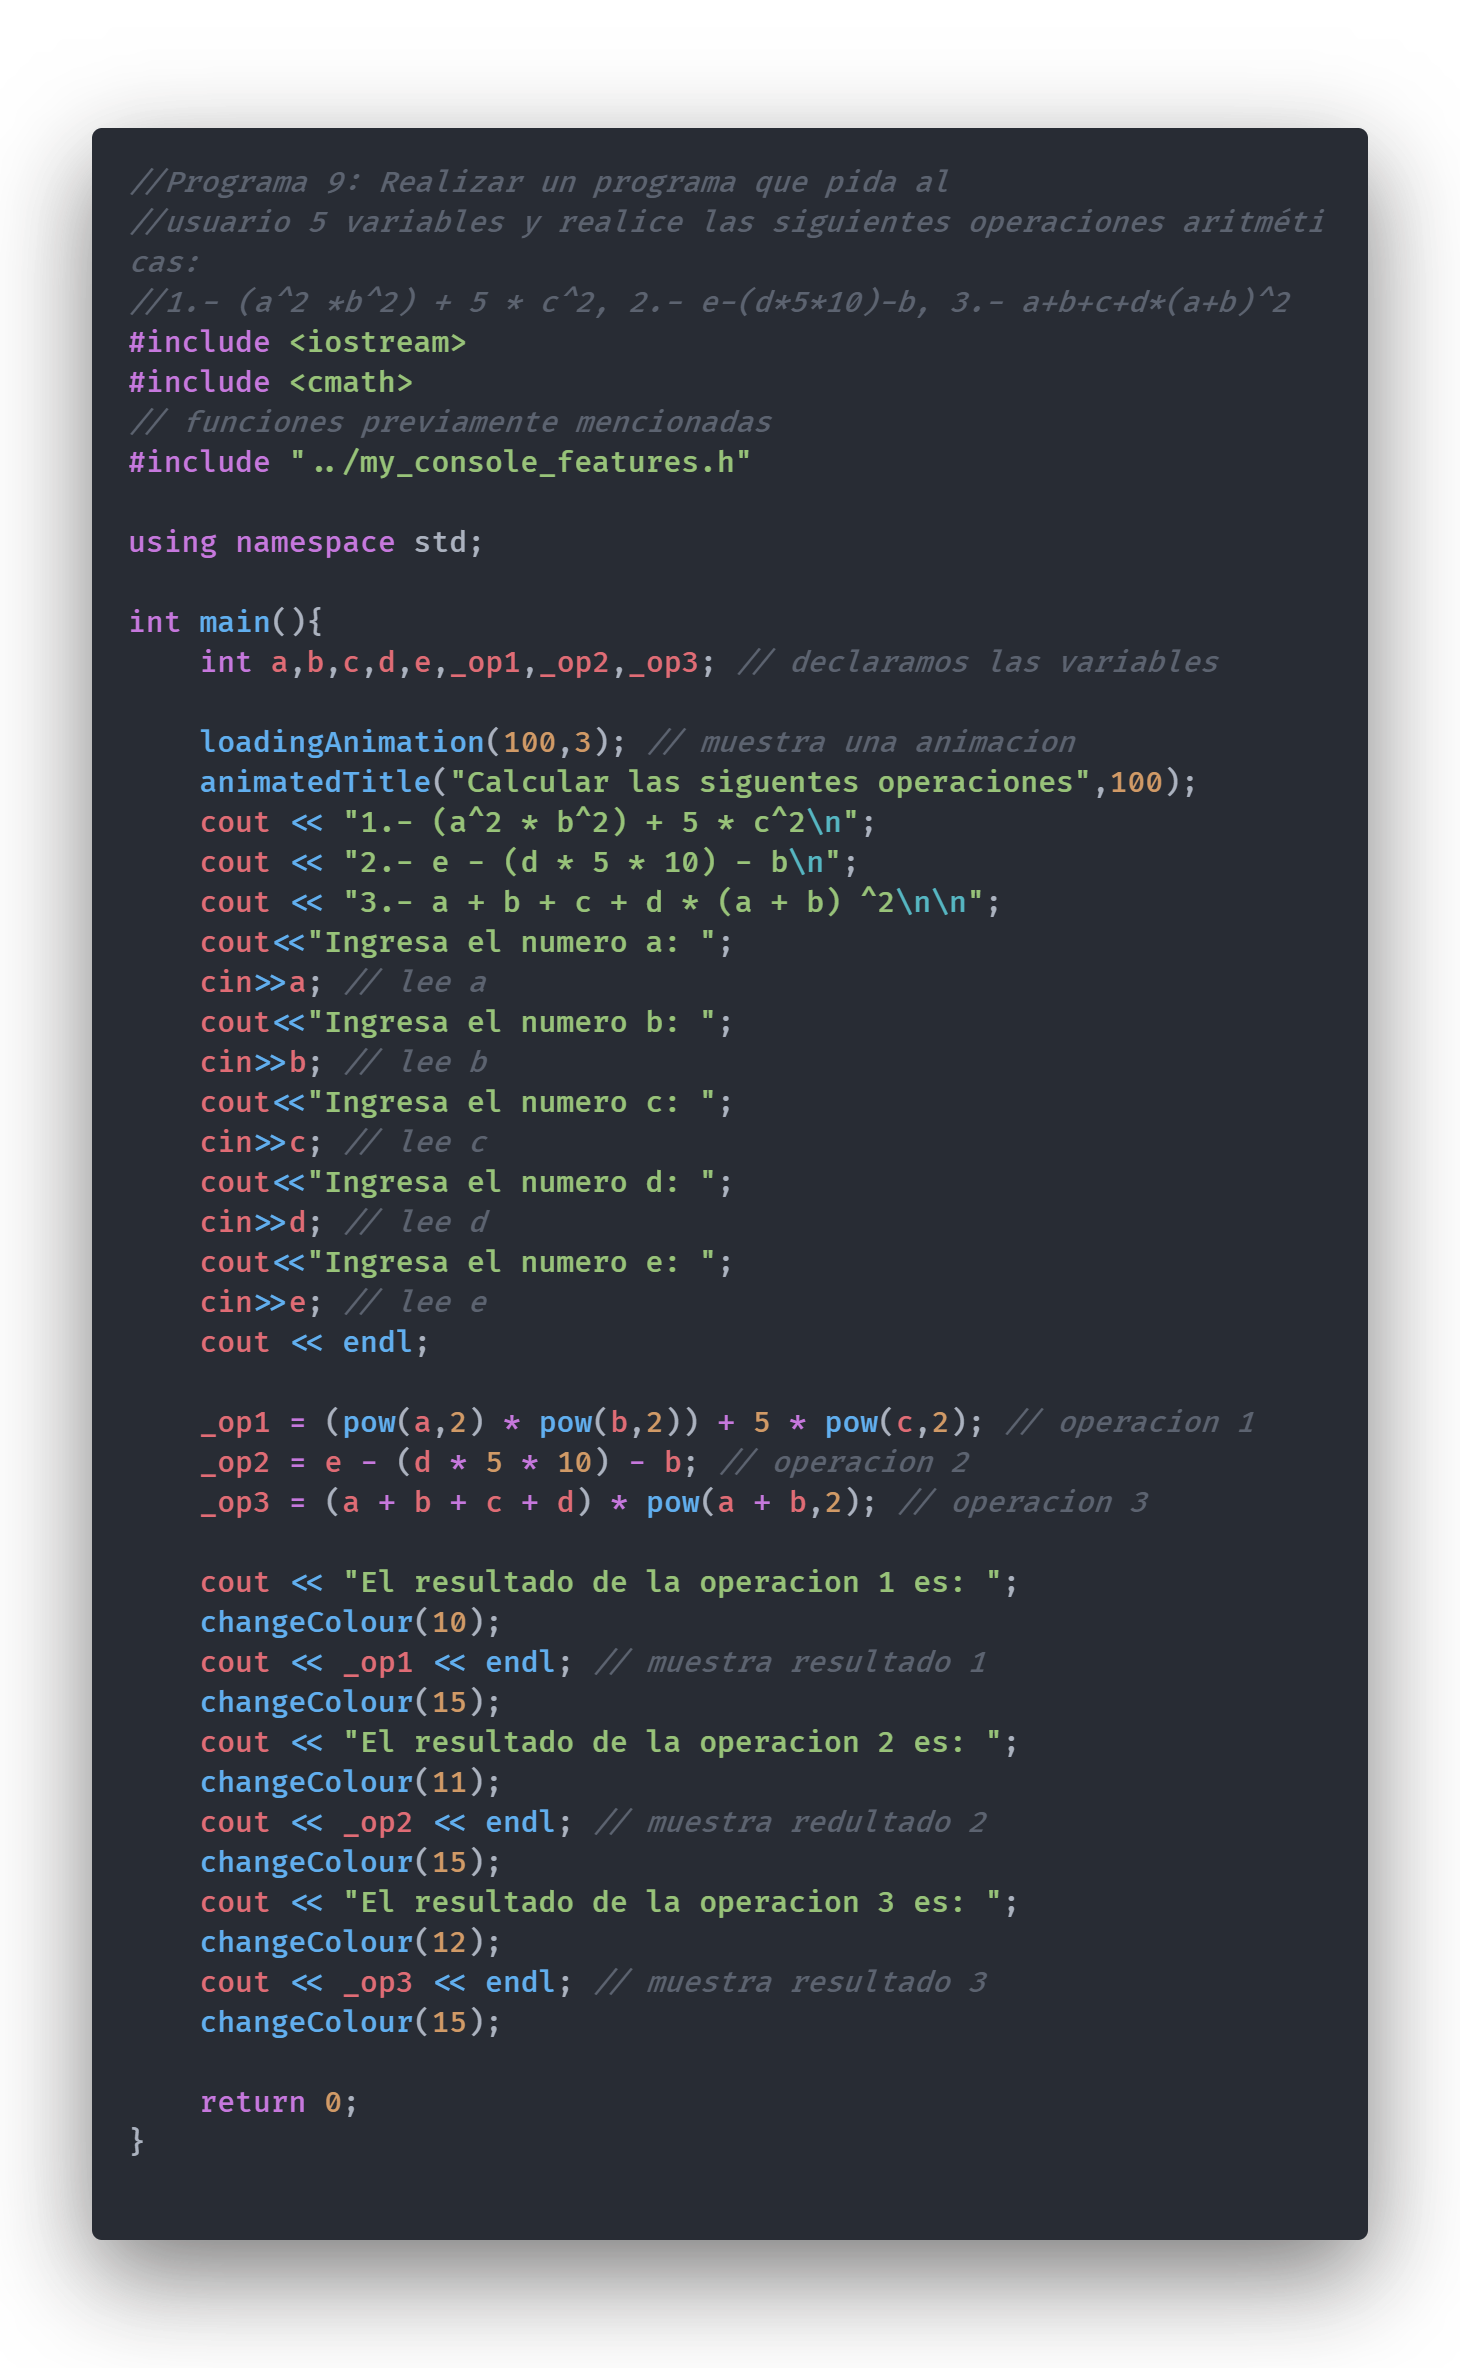 //Programa 9: Realizar un programa que pida al
//usuario 5 variables y realice las siguientes operaciones aritméti
cas:
//1.- (a^2 *b^2) + 5 * c^2, 2.- e-(d*5*10)-b, 3.- a+b+c+d*(a+b)^2
#include <iostream>
#include <cmath>
// funciones previamente mencionadas
#include "../my_console_features.h"

using namespace std;

int main(){
    int a,b,c,d,e,_op1,_op2,_op3; // declaramos las variables

    loadingAnimation(100,3); // muestra una animacion
    animatedTitle("Calcular las siguentes operaciones",100);
    cout << "1.- (a^2 * b^2) + 5 * c^2\n";
    cout << "2.- e - (d * 5 * 10) - b\n";
    cout << "3.- a + b + c + d * (a + b) ^2\n\n";
    cout<<"Ingresa el numero a: ";
    cin>>a; // lee a
    cout<<"Ingresa el numero b: ";
    cin>>b; // lee b
    cout<<"Ingresa el numero c: ";
    cin>>c; // lee c
    cout<<"Ingresa el numero d: ";
    cin>>d; // lee d
    cout<<"Ingresa el numero e: ";
    cin>>e; // lee e
    cout << endl;

    _op1 = (pow(a,2) * pow(b,2)) + 5 * pow(c,2); // operacion 1
    _op2 = e - (d * 5 * 10) - b; // operacion 2
    _op3 = (a + b + c + d) * pow(a + b,2); // operacion 3

    cout << "El resultado de la operacion 1 es: ";
    changeColour(10);
    cout << _op1 << endl; // muestra resultado 1
    changeColour(15);
    cout << "El resultado de la operacion 2 es: ";
    changeColour(11);
    cout << _op2 << endl; // muestra redultado 2
    changeColour(15);
    cout << "El resultado de la operacion 3 es: ";
    changeColour(12);
    cout << _op3 << endl; // muestra resultado 3
    changeColour(15);

    return 0;
}